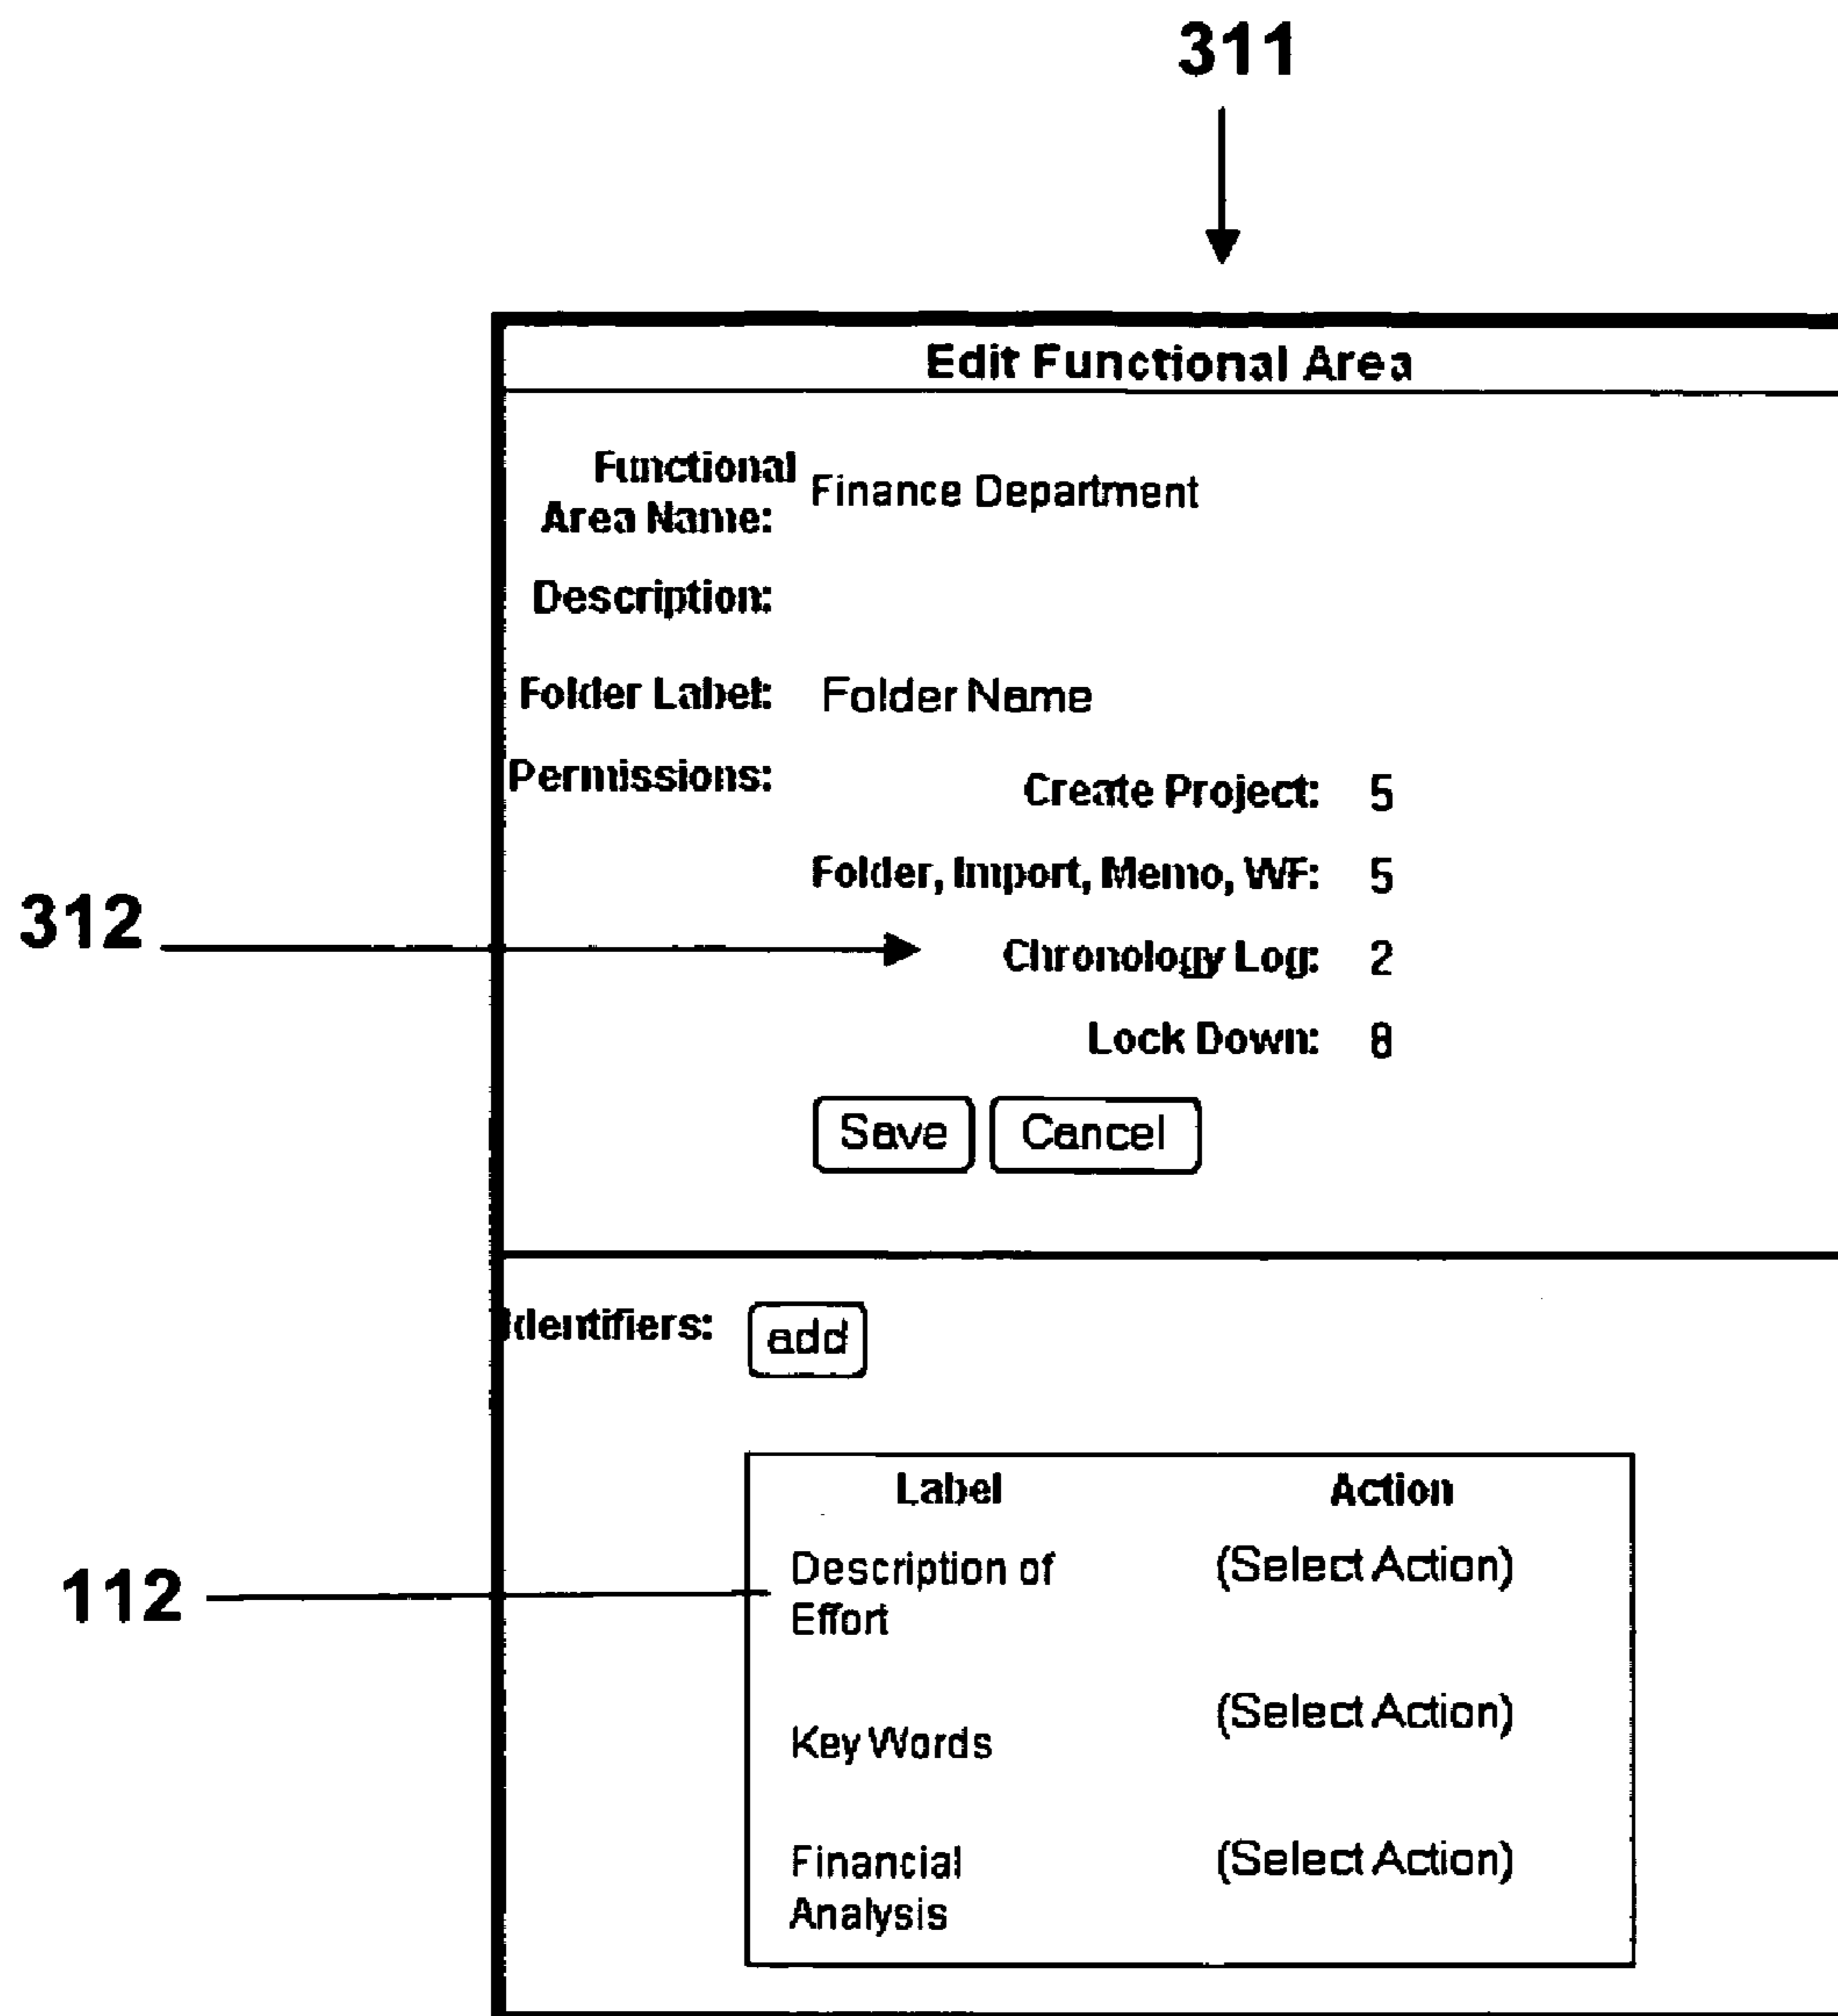 311
Edit Functional Area
Functional
Area Name:
Finance Department
Description:
Folder Label: Folder Name
Permissions:
Create Project: 5
Folder, Import, Memo, WF: 5
312
Chronology Log: 2
Lock Down: 8
Save Cancel
Identifiers: add
Label Action
112
Description of
Effort
(Select Action)
Key Words
(Select Action)
Financial
Analysis
(Select Action)